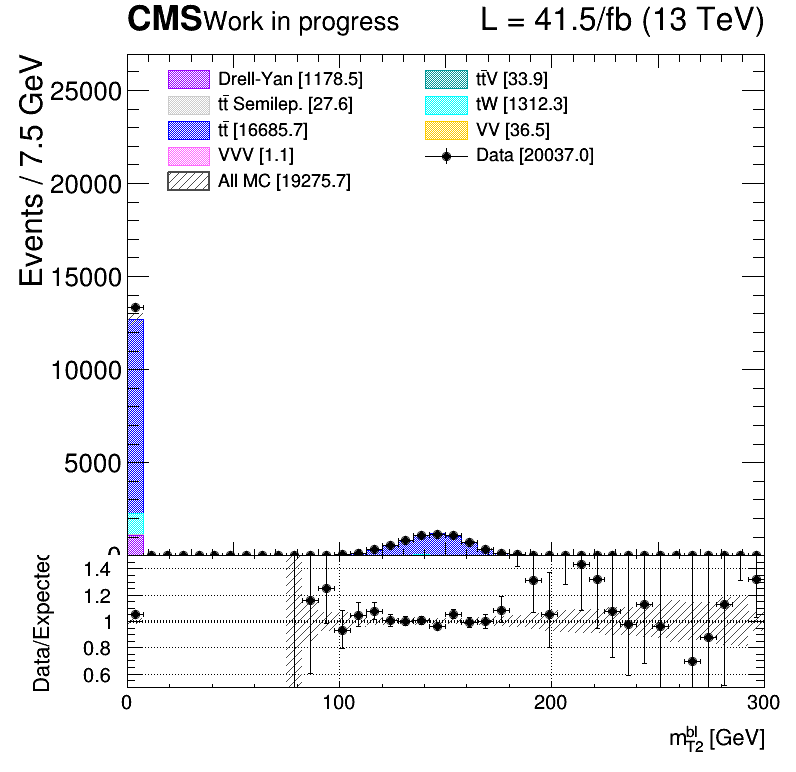 CMS Work in progress L = 41.5/fb (13 TeV)
Events / 7.5 GeV
25000
20000
15000
10000
5000
0
Drell-Yan [1178.5]
tt̄ Semilep. [27.6]
tt̄ [16685.7]
VVV [1.1]
All MC [19275.7]
tt̄V [33.9]
tW [1312.3]
VV [36.5]
Data [20037.0]
Data/Expected
1.4
1.2
1
0.8
0.6
0 100 200 300
m_{T2}^{bl} [GeV]